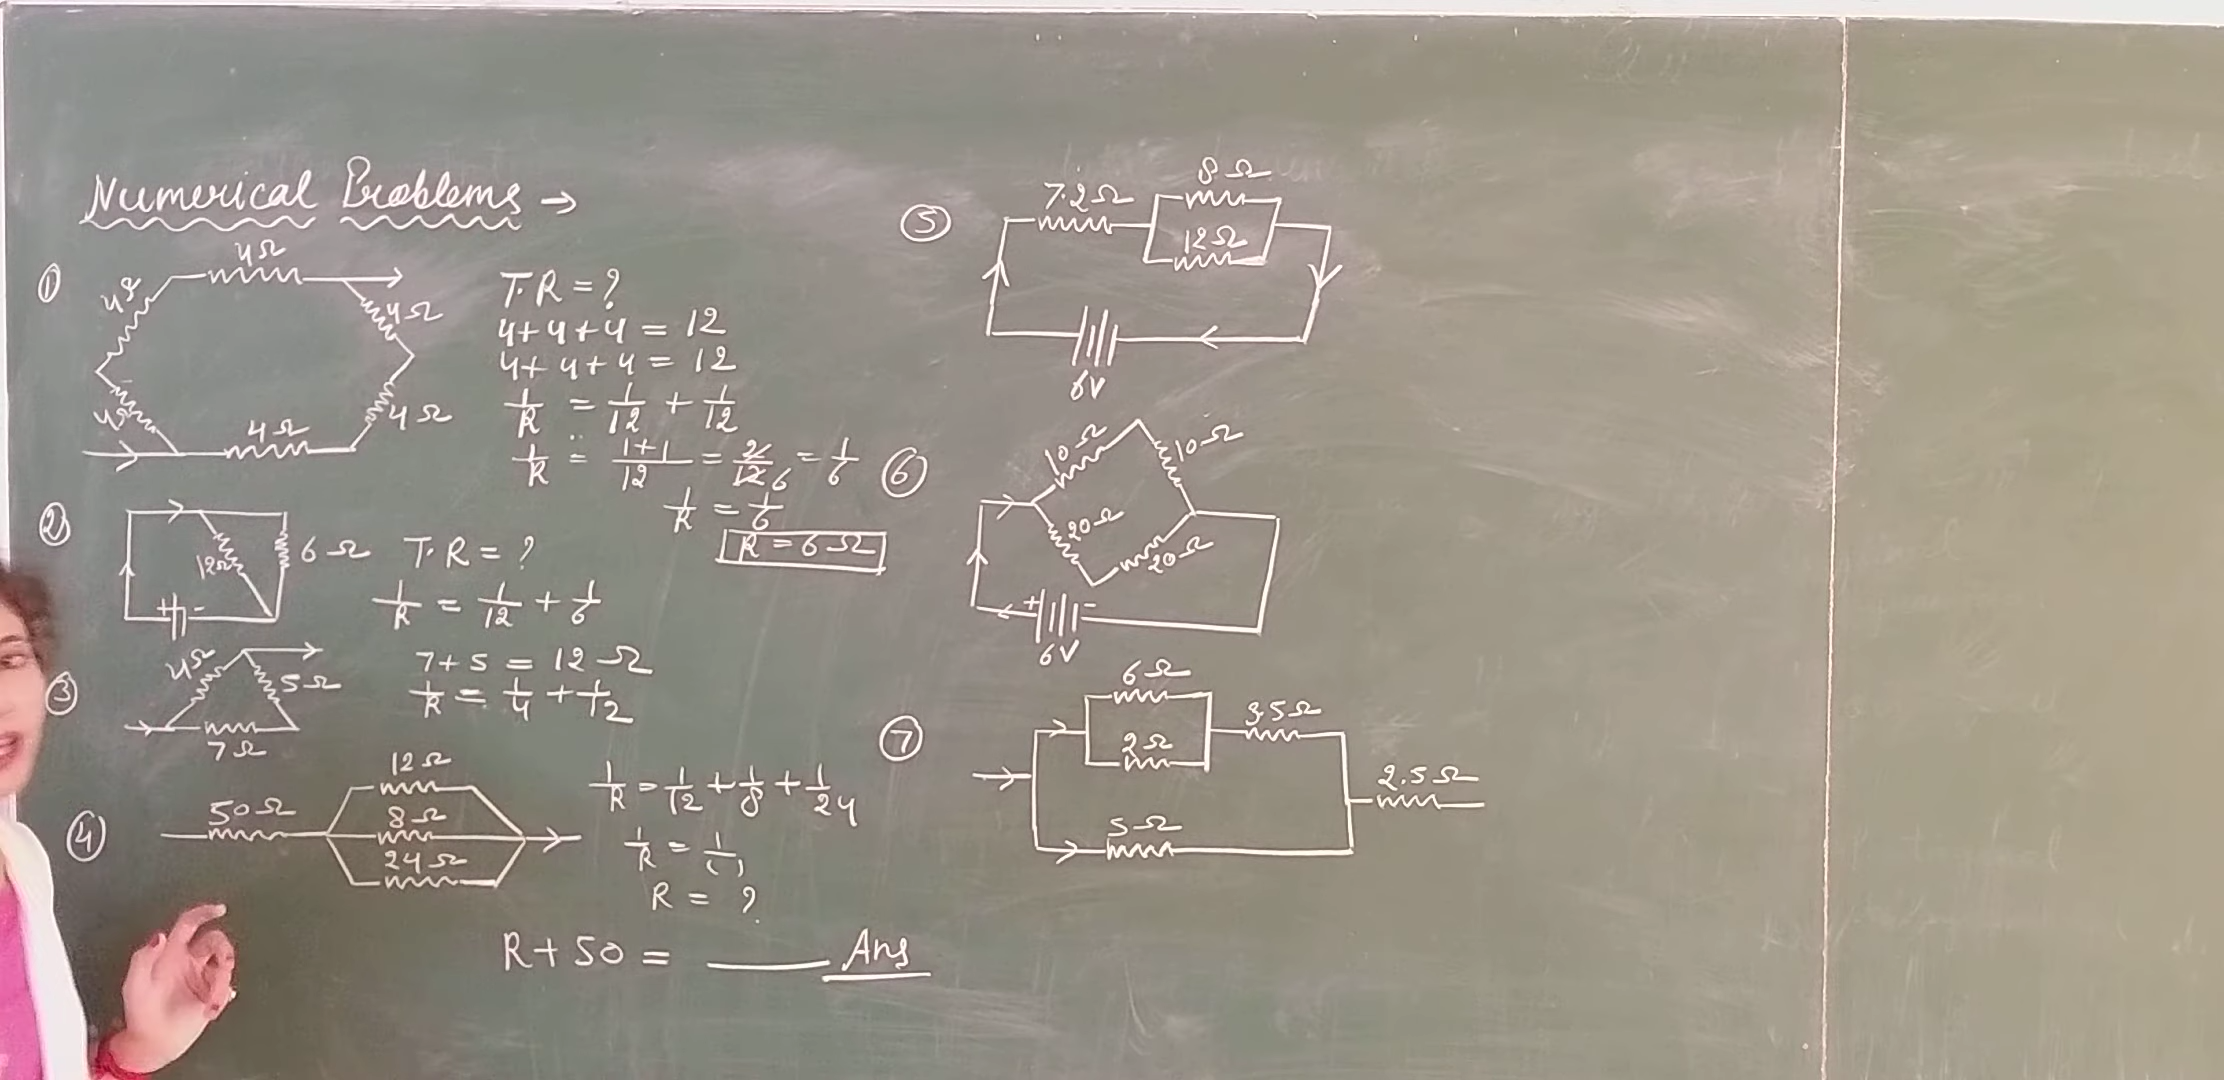 Numerical Problems →
①
4Ω
4Ω
4Ω
4Ω
4Ω
4Ω
T.R = ?
4+4+4 = 12
4+4+4 = 12
1/R = 1/12 + 1/12
1/R = 1+1/12 = 2/12 6 = 1/6
1/R = 1/6
R = 6Ω
②
12Ω
6Ω
+ -
T.R = ?
1/R = 1/12 + 1/6
③
4Ω
5Ω
7Ω
7+5 = 12Ω
1/R = 1/4 + 1/12
④
50Ω
12Ω
8Ω
24Ω
1/R = 1/12 + 1/8 + 1/24
1/R = 1/( )
R = ?
R + 50 = ____ Ans
⑤
7.2Ω
8Ω
12Ω
6V
⑥
10Ω
10Ω
20Ω
20Ω
+ -
6V
⑦
6Ω
2Ω
3.5Ω
5Ω
2.5Ω